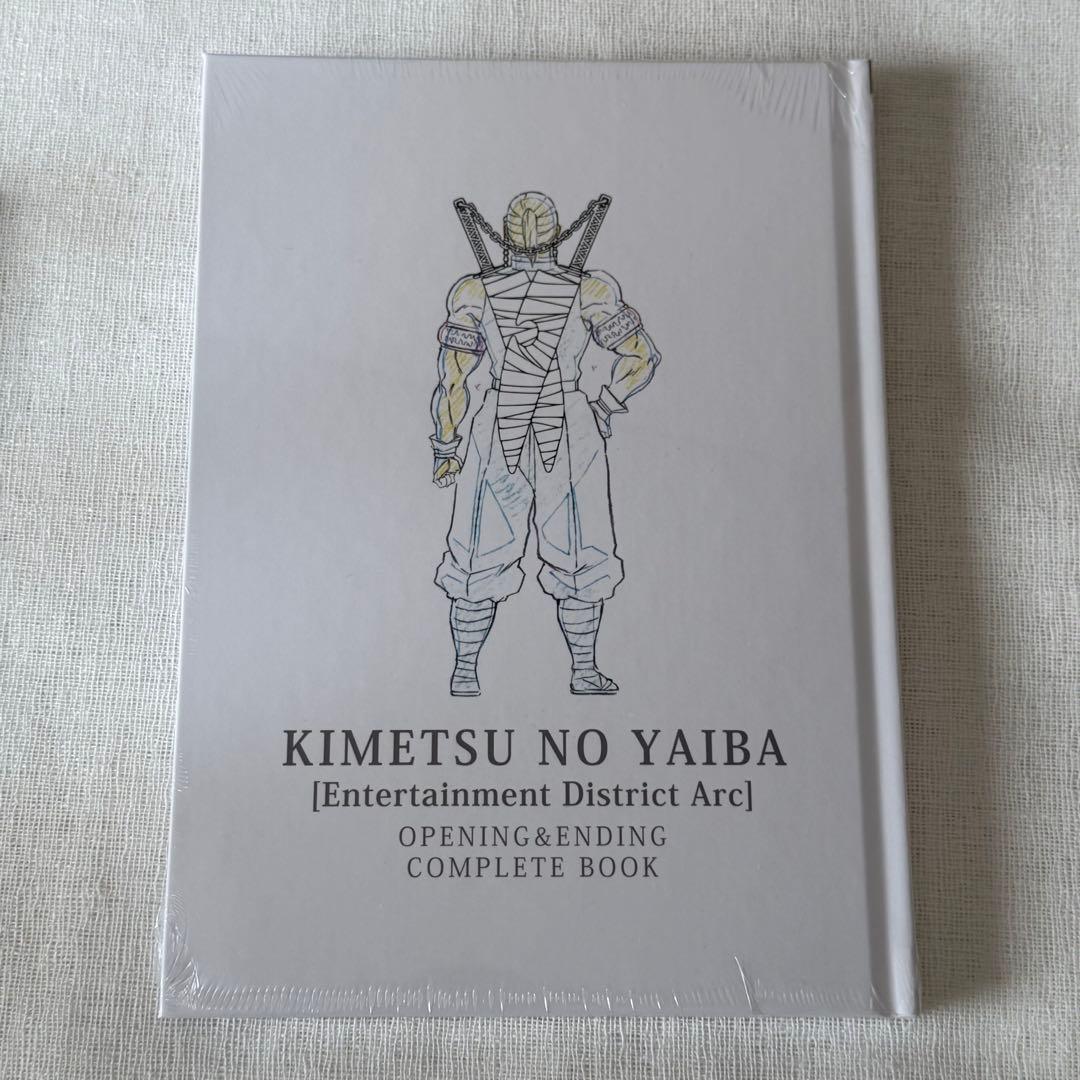 KIMETSU NO YAIBA
[Entertainment District Arc]
OPENING&ENDING
COMPLETE BOOK